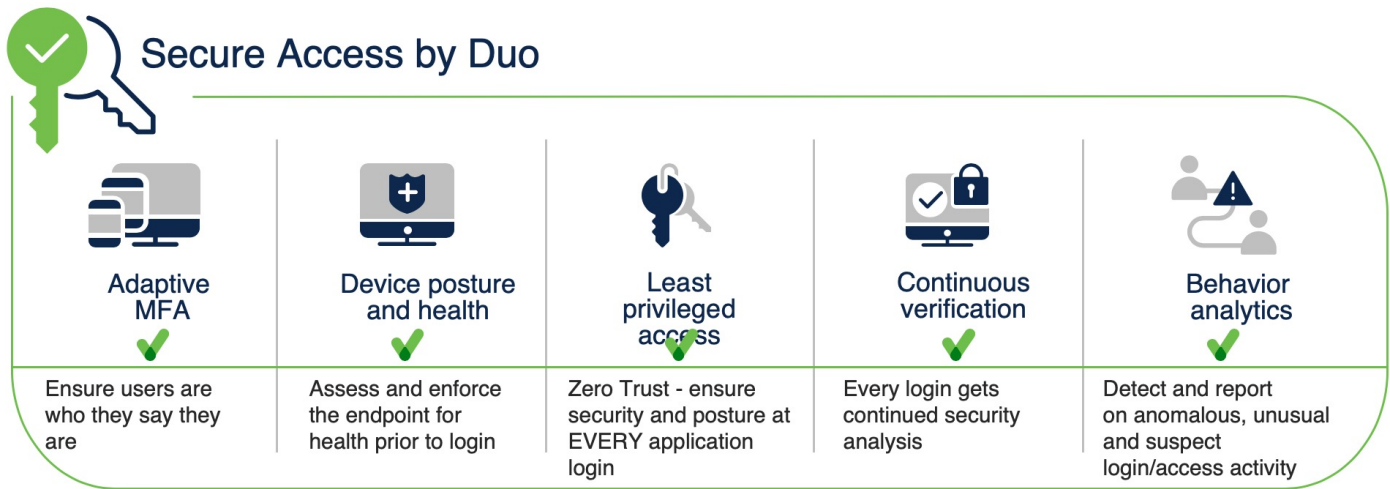 Secure Access by Duo
Adaptive
MFA
Ensure users are
who they say they
are
Device posture
and health
Assess and enforce
the endpoint for
health prior to login
Least
privileged
access
Zero Trust - ensure
security and posture at
EVERY application
login
Continuous
verification
Every login gets
continued security
analysis
Behavior
analytics
Detect and report
on anomalous, unusual
and suspect
login/access activity